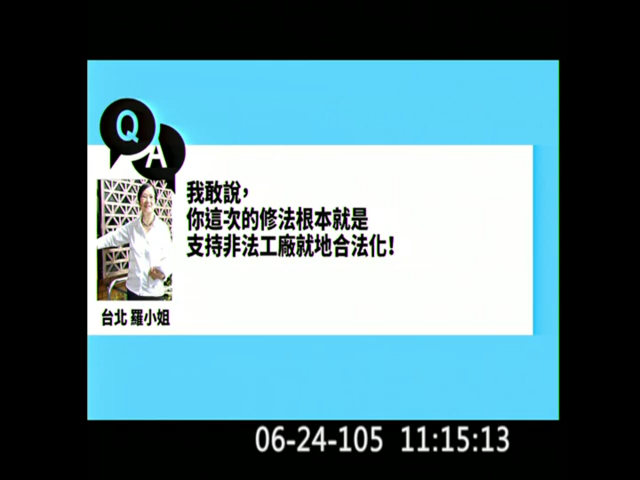 Q
A
我敢說，
你這次的修法根本就是
支持非法工廠就地合法化！
台北 羅小姐
06-24-105 11:15:13